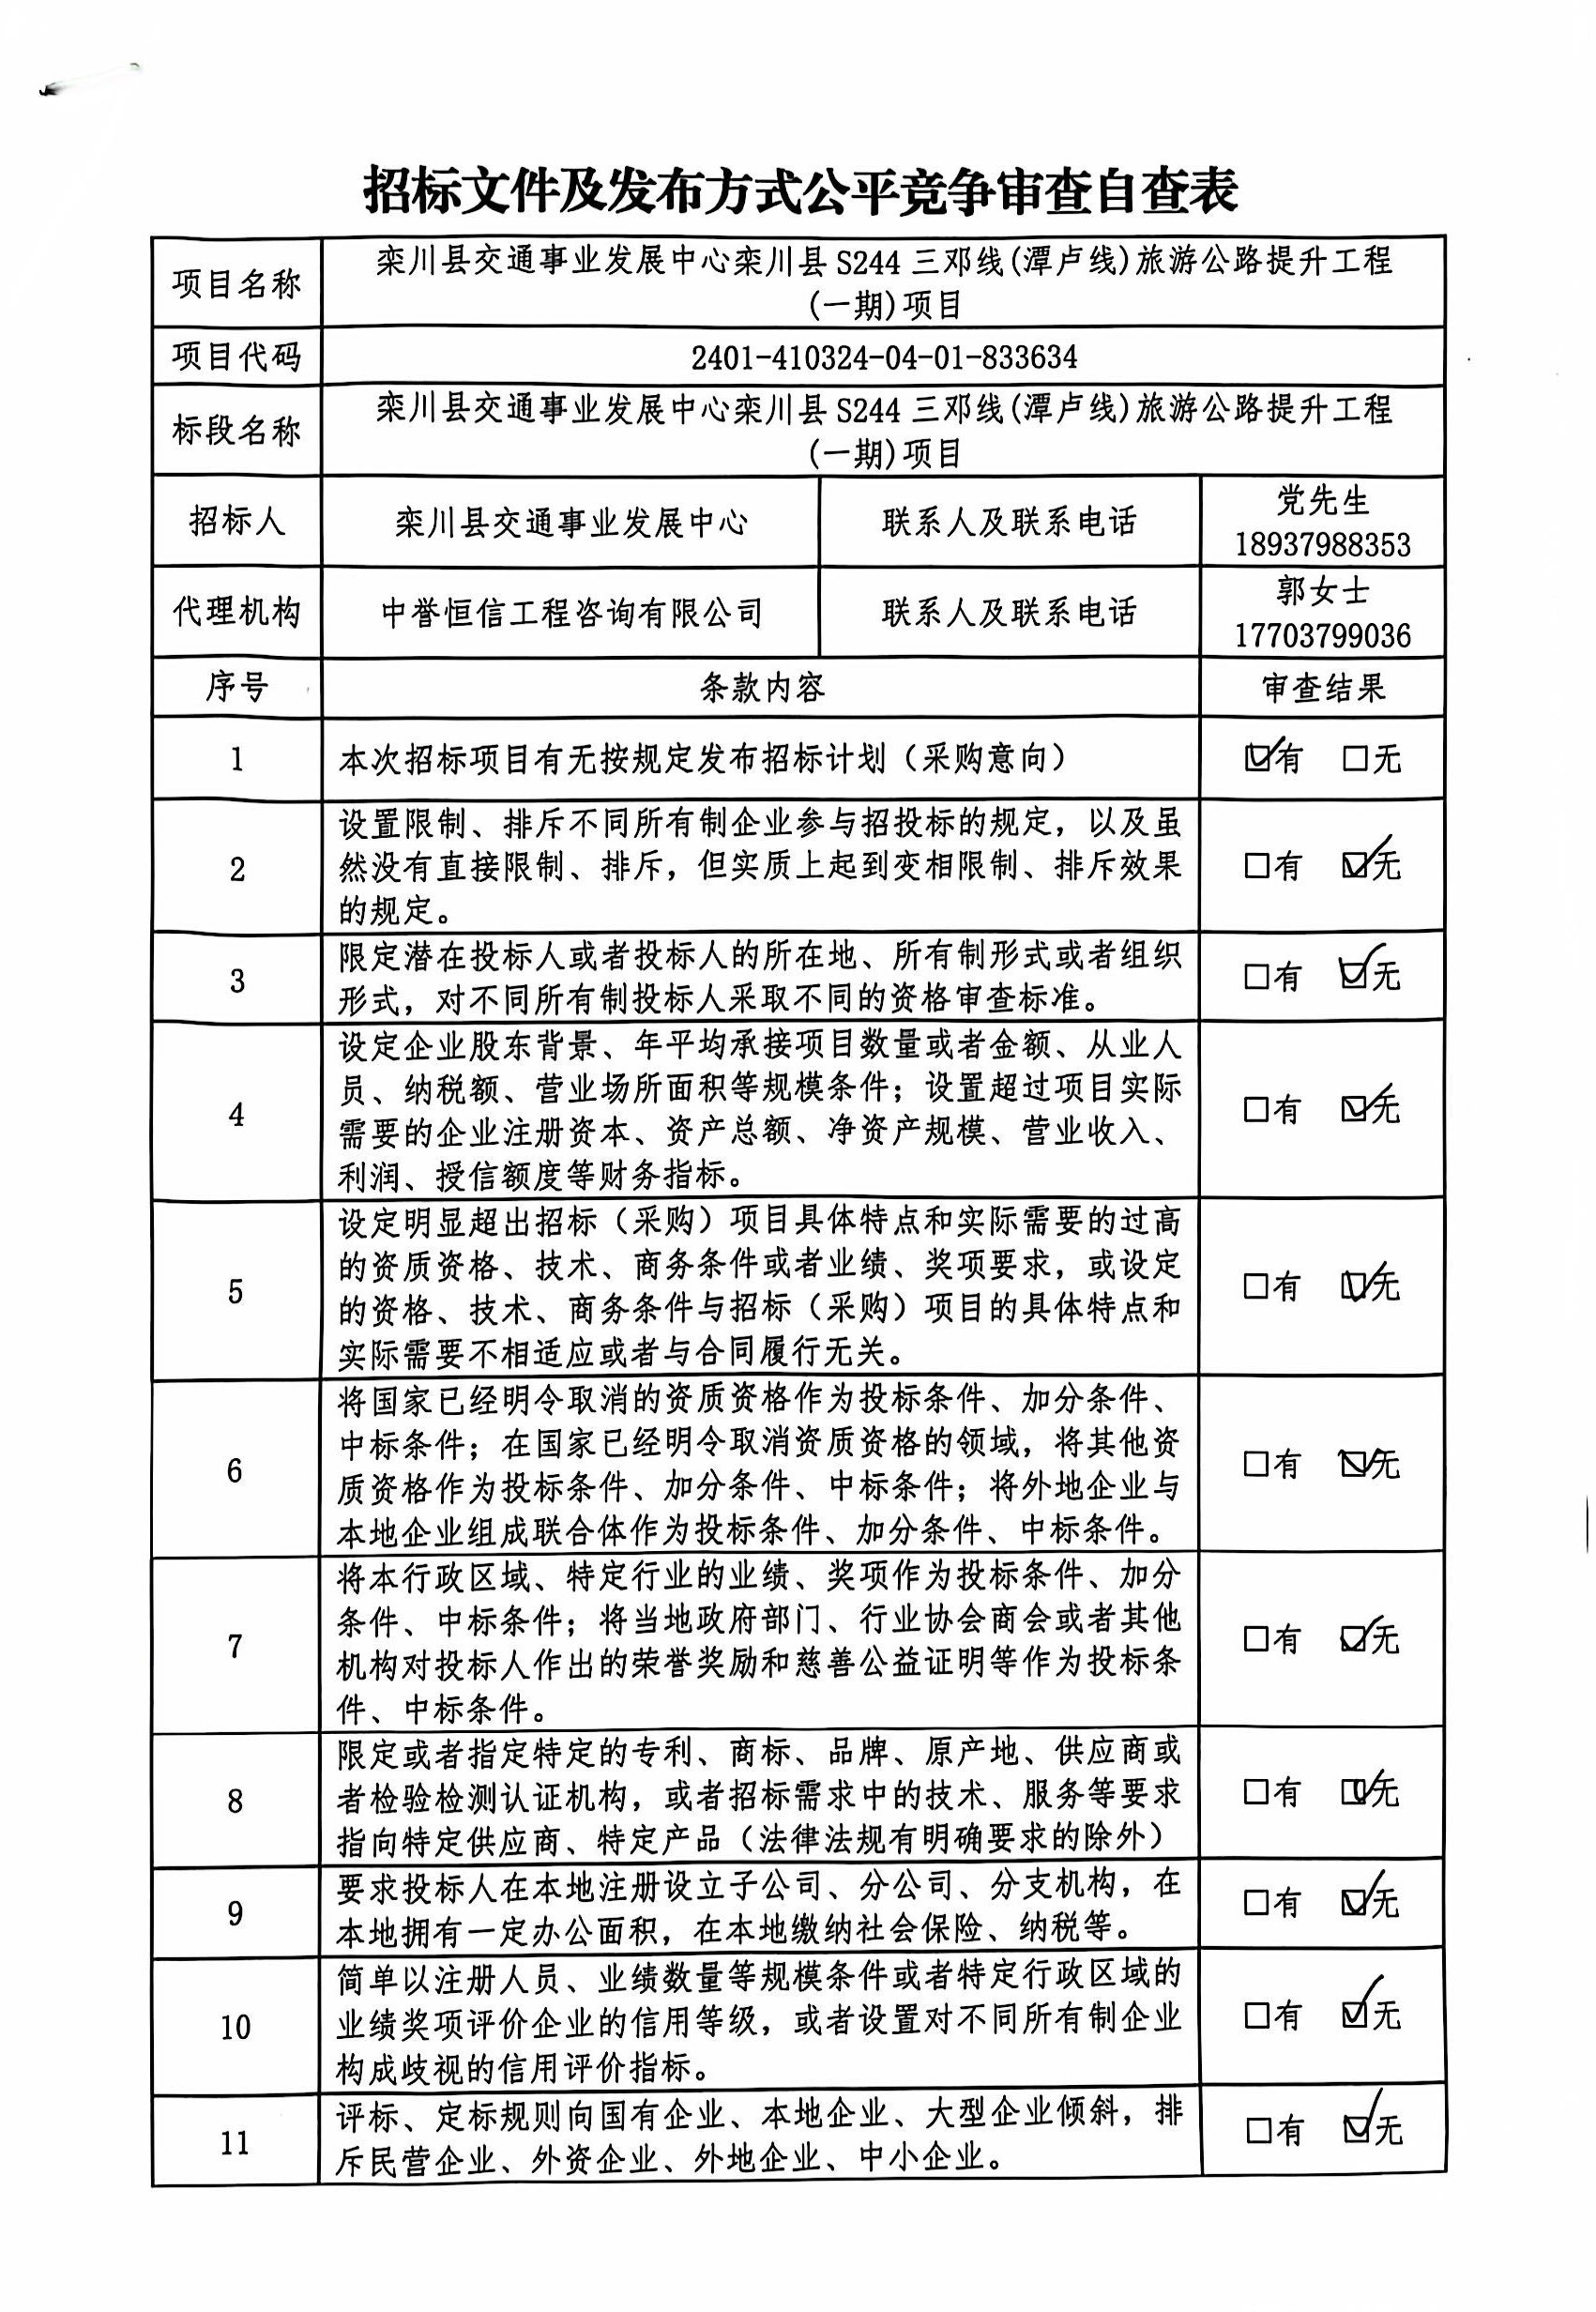 招标文件及发布方式公平竞争审查自查表
项目名称
栾川县交通事业发展中心栾川县 S244 三邓线(潭卢线)旅游公路提升工程
(一期)项目
项目代码
2401-410324-04-01-833634
标段名称
栾川县交通事业发展中心栾川县 S244 三邓线(潭卢线)旅游公路提升工程
(一期)项目
招标人
栾川县交通事业发展中心
联系人及联系电话
党先生
18937988353
代理机构
中誉恒信工程咨询有限公司
联系人及联系电话
郭女士
17703799036
序号
条款内容
审查结果
1
本次招标项目有无按规定发布招标计划（采购意向）
☑有 □无
2
设置限制、排斥不同所有制企业参与招投标的规定，以及虽
然没有直接限制、排斥，但实质上起到变相限制、排斥效果
的规定。
□有 ☑无
3
限定潜在投标人或者投标人的所在地、所有制形式或者组织
形式，对不同所有制投标人采取不同的资格审查标准。
□有 ☑无
4
设定企业股东背景、年平均承接项目数量或者金额、从业人
员、纳税额、营业场所面积等规模条件；设置超过项目实际
需要的企业注册资本、资产总额、净资产规模、营业收入、
利润、授信额度等财务指标。
□有 ☑无
5
设定明显超出招标（采购）项目具体特点和实际需要的过高
的资质资格、技术、商务条件或者业绩、奖项要求，或设定
的资格、技术、商务条件与招标（采购）项目的具体特点和
实际需要不相适应或者与合同履行无关。
□有 ☑无
6
将国家已经明令取消的资质资格作为投标条件、加分条件、
中标条件；在国家已经明令取消资质资格的领域，将其他资
质资格作为投标条件、加分条件、中标条件；将外地企业与
本地企业组成联合体作为投标条件、加分条件、中标条件。
□有 ☑无
7
将本行政区域、特定行业的业绩、奖项作为投标条件、加分
条件、中标条件；将当地政府部门、行业协会商会或者其他
机构对投标人作出的荣誉奖励和慈善公益证明等作为投标条
件、中标条件。
□有 ☑无
8
限定或者指定特定的专利、商标、品牌、原产地、供应商或
者检验检测认证机构，或者招标需求中的技术、服务等要求
指向特定供应商、特定产品（法律法规有明确要求的除外）
□有 ☑无
9
要求投标人在本地注册设立子公司、分公司、分支机构，在
本地拥有一定办公面积，在本地缴纳社会保险、纳税等。
□有 ☑无
10
简单以注册人员、业绩数量等规模条件或者特定行政区域的
业绩奖项评价企业的信用等级，或者设置对不同所有制企业
构成歧视的信用评价指标。
□有 ☑无
11
评标、定标规则向国有企业、本地企业、大型企业倾斜，排
斥民营企业、外资企业、外地企业、中小企业。
□有 ☑无